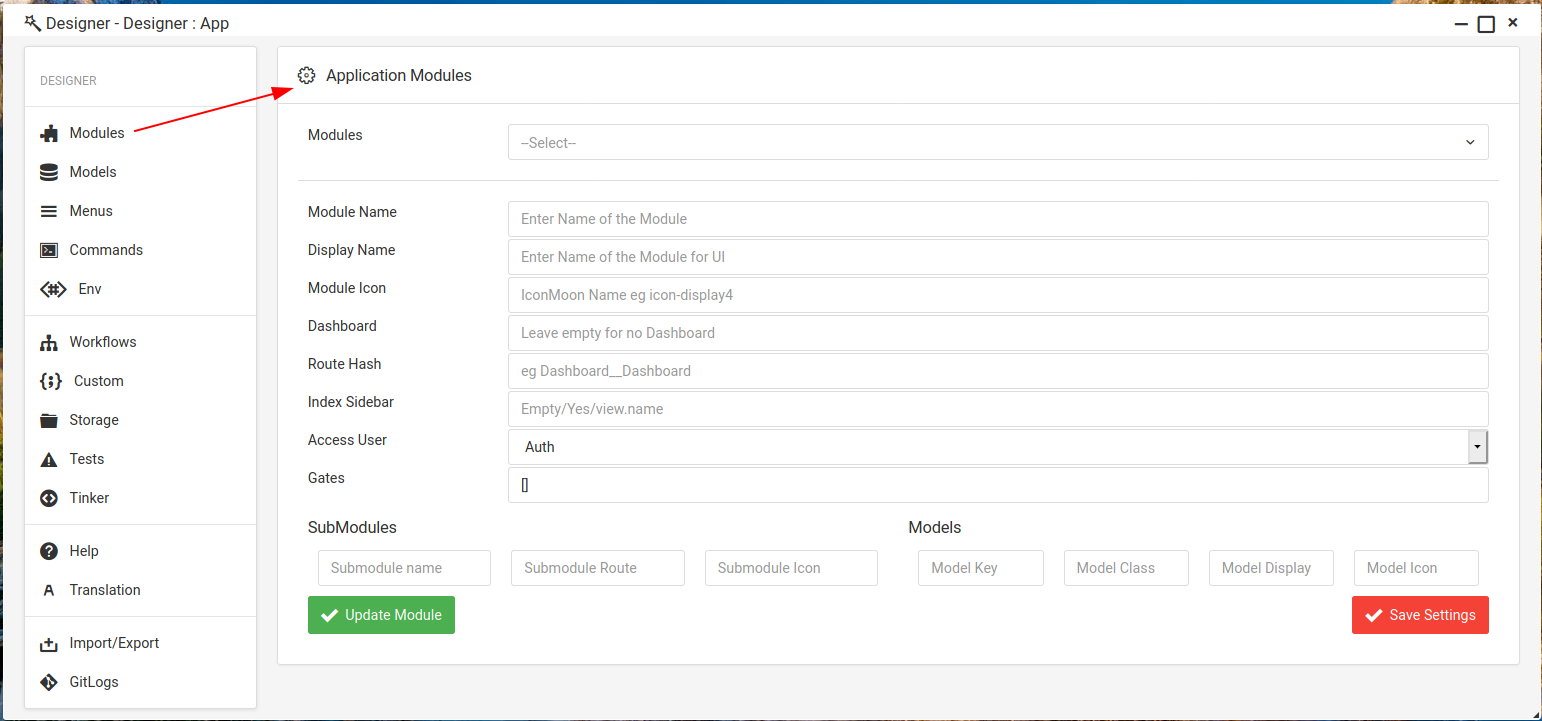 Designer - Designer : App
DESIGNER
Modules
Models
Menus
Commands
Env
Workflows
Custom
Storage
Tests
Tinker
Help
Translation
Import/Export
GitLogs
Application Modules
Modules
--Select--
Module Name
Enter Name of the Module
Display Name
Enter Name of the Module for UI
Module Icon
IconMoon Name eg icon-display4
Dashboard
Leave empty for no Dashboard
Route Hash
eg Dashboard__Dashboard
Index Sidebar
Empty/Yes/view.name
Access User
Auth
Gates
[]
SubModules
Submodule name
Submodule Route
Submodule Icon
Models
Model Key
Model Class
Model Display
Model Icon
Update Module
Save Settings